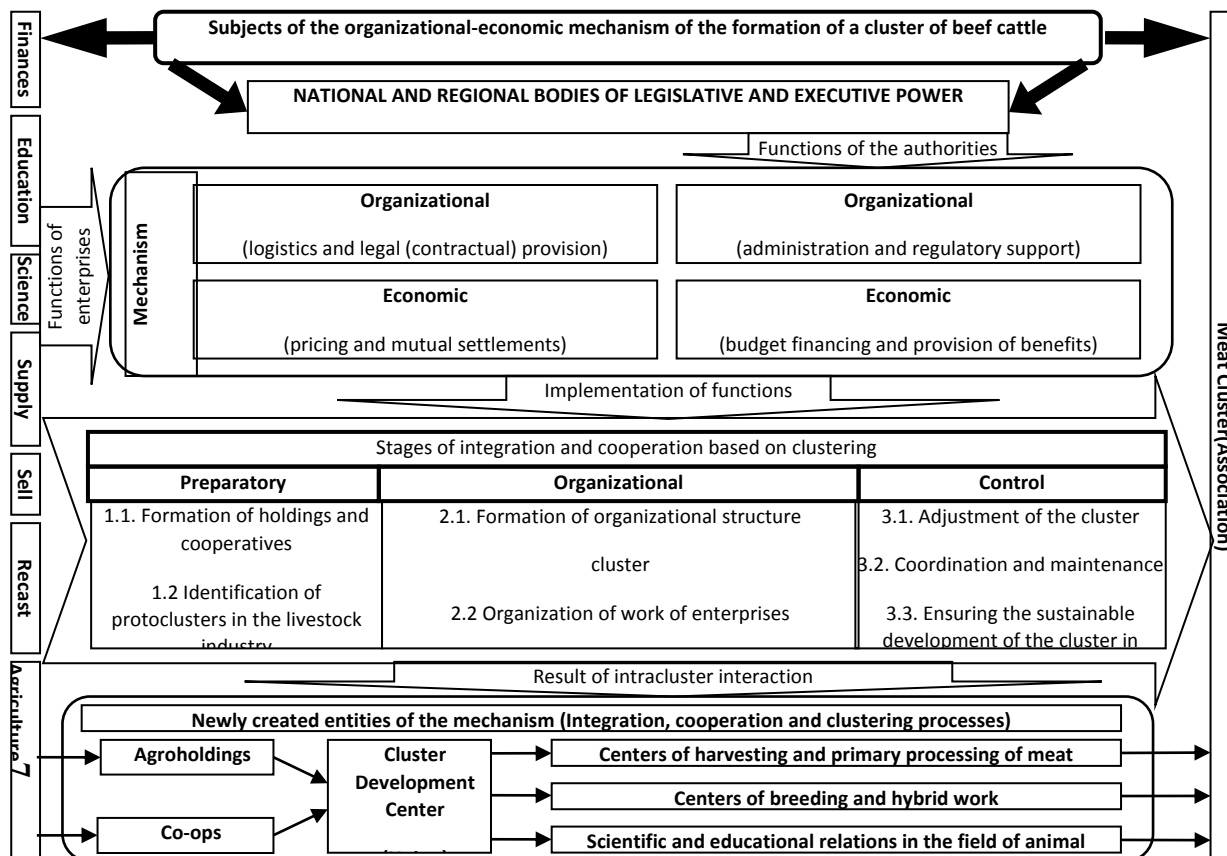 Subjects of the organizational-economic mechanism of the formation of a cluster of beef cattle
NATIONAL AND REGIONAL BODIES OF LEGISLATIVE AND EXECUTIVE POWER
Functions of the authorities
Finances
Education
Science
Supply
Sell
Recast
Agriculture 7
Functions of
enterprises
Mechanism
Organizational
(logistics and legal (contractual) provision)
Organizational
(administration and regulatory support)
Economic
(pricing and mutual settlements)
Economic
(budget financing and provision of benefits)
Implementation of functions
Stages of integration and cooperation based on clustering
Preparatory
Organizational
Control
1.1. Formation of holdings and
cooperatives
1.2 Identification of
protoclusters in the livestock
industry
2.1. Formation of organizational structure
cluster
2.2 Organization of work of enterprises
3.1. Adjustment of the cluster
3.2. Coordination and maintenance
3.3. Ensuring the sustainable
development of the cluster in
Result of intracluster interaction
Newly created entities of the mechanism (Integration, cooperation and clustering processes)
Agroholdings
Co-ops
Cluster
Development
Center
Centers of harvesting and primary processing of meat
Centers of breeding and hybrid work
Scientific and educational relations in the field of animal
Meat Cluster(Association)